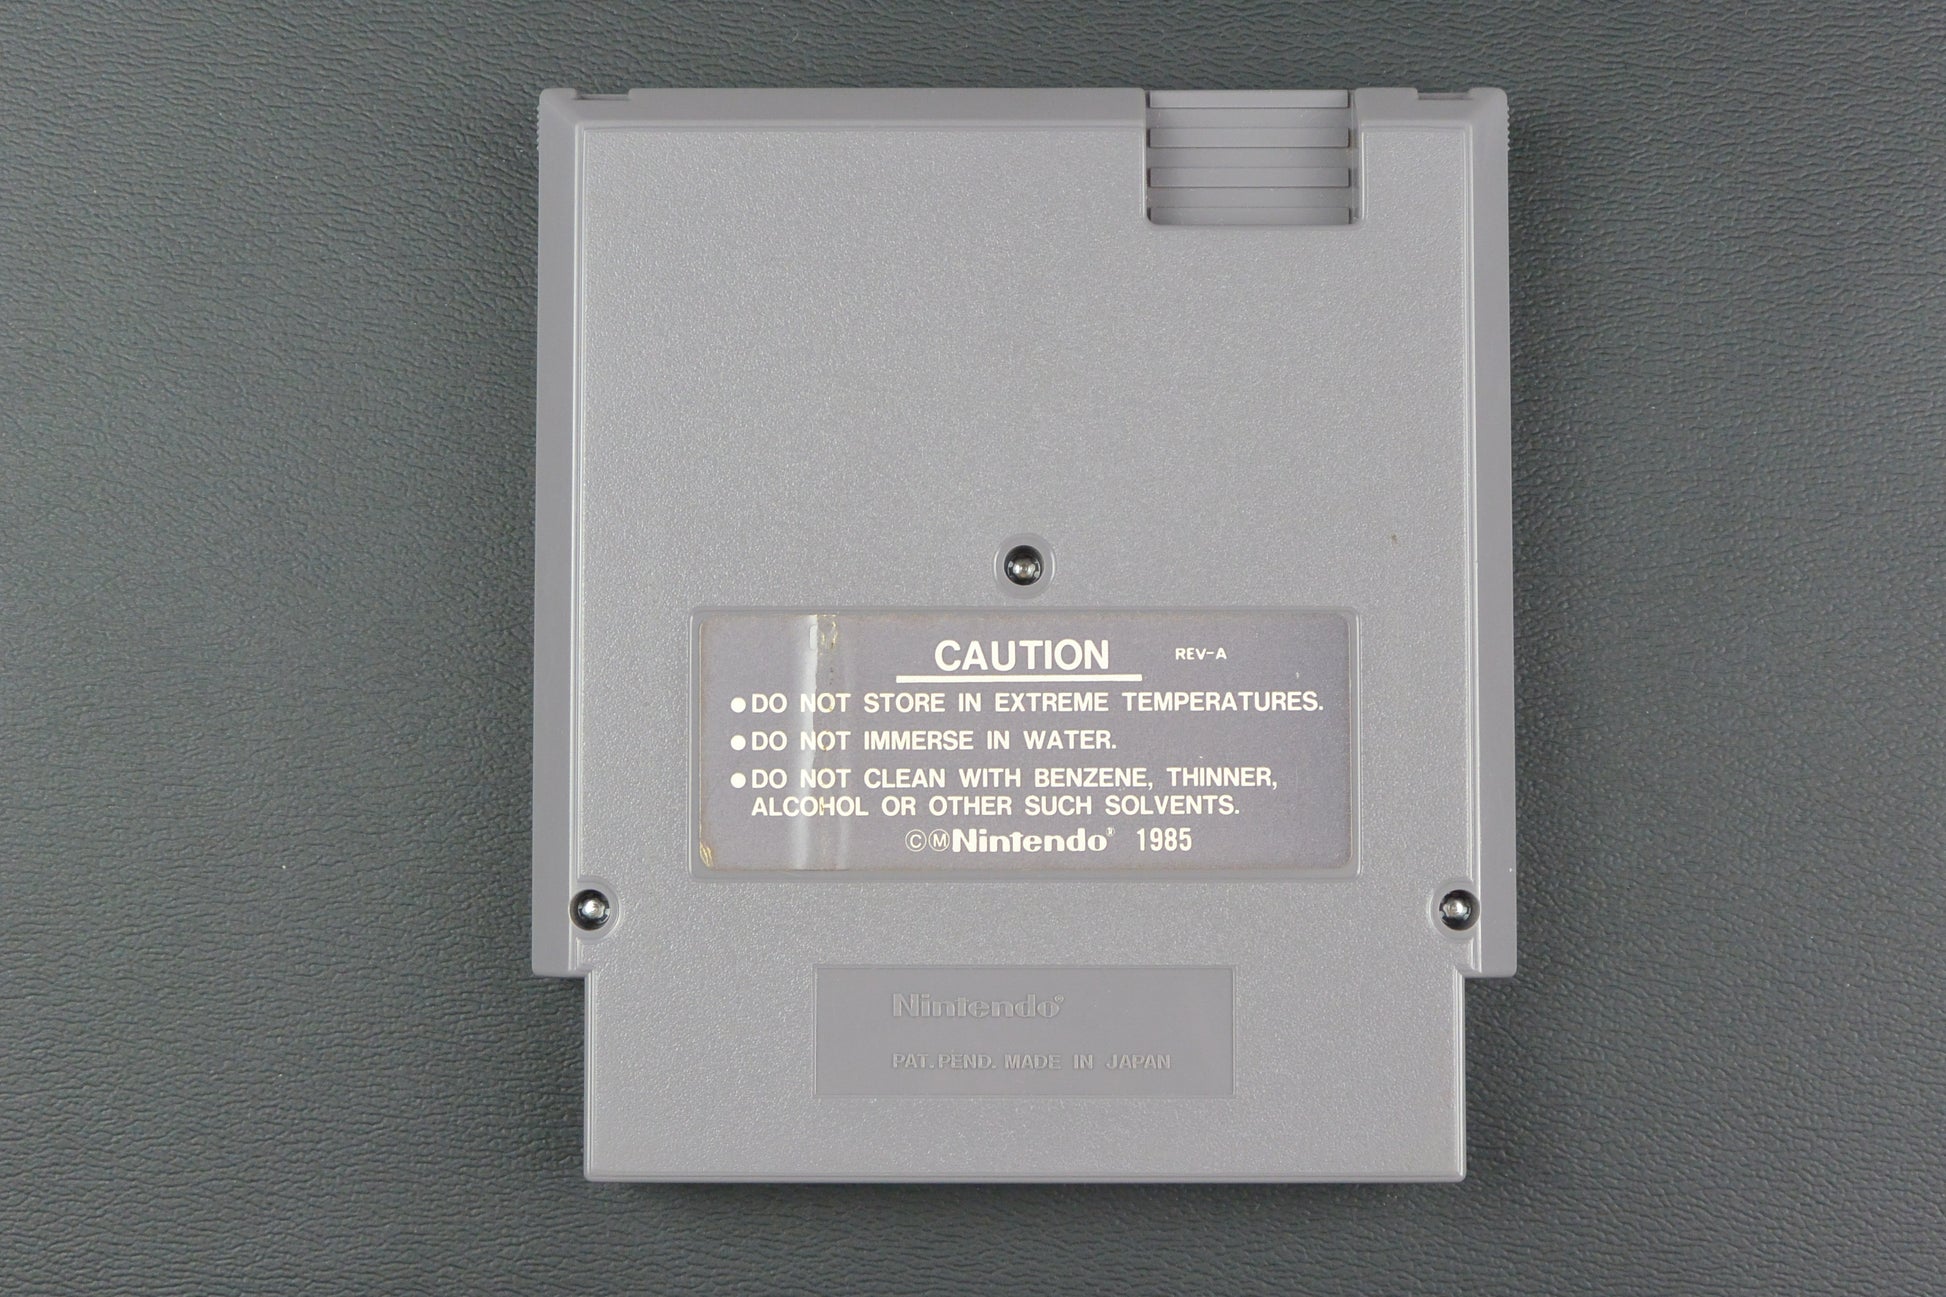 CAUTION REV-A
●DO NOT STORE IN EXTREME TEMPERATURES.
●DO NOT IMMERSE IN WATER.
●DO NOT CLEAN WITH BENZENE, THINNER,
ALCOHOL OR OTHER SUCH SOLVENTS.
©ⓂNintendo® 1985
Nintendo®
PAT. PEND. MADE IN JAPAN